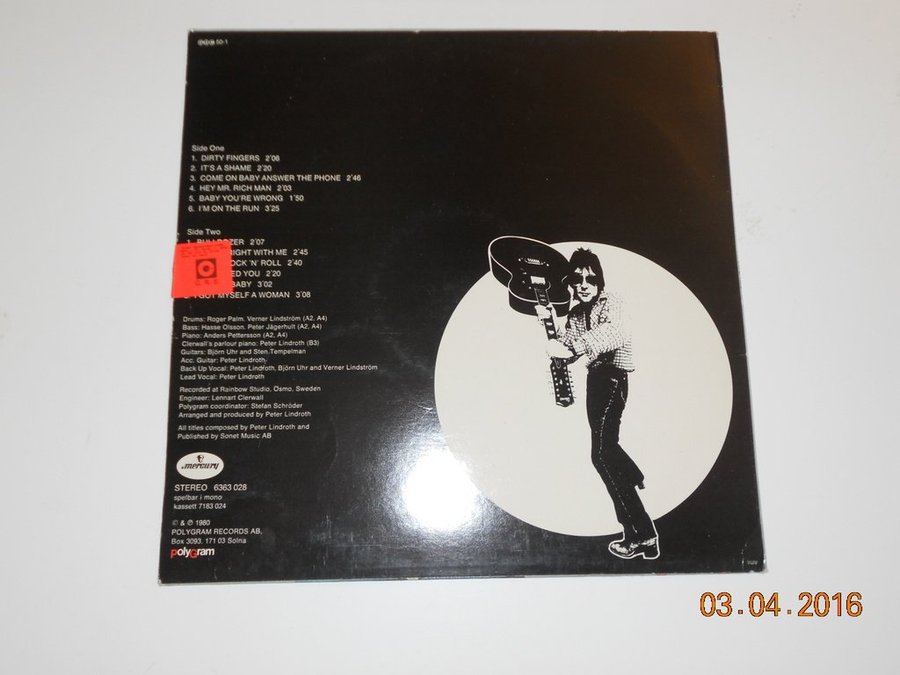 50-1
Side One
1. DIRTY FINGERS 2'06
2. IT'S A SHAME 2'20
3. COME ON BABY ANSWER THE PHONE 2'46
4. HEY MR. RICH MAN 2'03
5. BABY YOU'RE WRONG 1'50
6. I'M ON THE RUN 3'25
Side Two
1. BULLDOZER 2'07
RIGHT WITH ME 2'45
ROCK 'N' ROLL 2'40
YOU 2'20
BABY 3'02
I GOT MYSELF A WOMAN 3'08
Drums: Roger Palm, Verner Lindström (A2, A4)
Bass: Hasse Olsson, Peter Jägerhult (A2, A4)
Piano: Anders Pettersson (A2, A4)
Clerwall's parlour piano: Peter Lindroth (B3)
Guitars: Björn Uhr and Sten Tempelman
Acc. Guitar: Peter Lindroth
Back Up Vocal: Peter Lindroth, Björn Uhr and Verner Lindström
Lead Vocal: Peter Lindroth
Recorded at Rainbow Studio, Ösmo, Sweden
Engineer: Lennart Clerwall
Polygram coordinator: Stefan Schröder
Arranged and produced by Peter Lindroth
All titles composed by Peter Lindroth and
Published by Sonet Music AB
mercury
STEREO 6363 028
spelbar i mono
kassett 7183 024
© & ℗ 1980
POLYGRAM RECORDS AB,
Box 3093, 171 03 Solna
PolyGram
03.04.2016